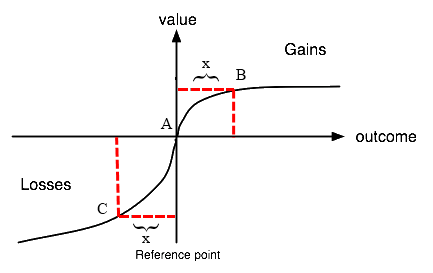 value
Gains
x
B
A
outcome
Losses
C
x
Reference point